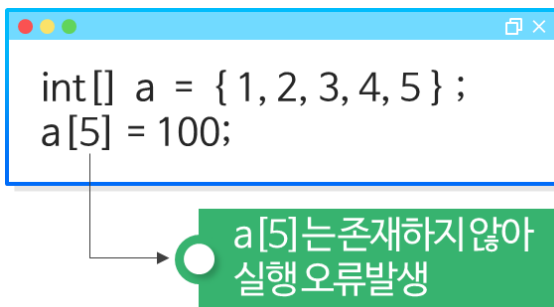 int[] a = { 1, 2, 3, 4, 5 } ;
a[5] = 100;
a[5]는 존재하지 않아
실행 오류발생